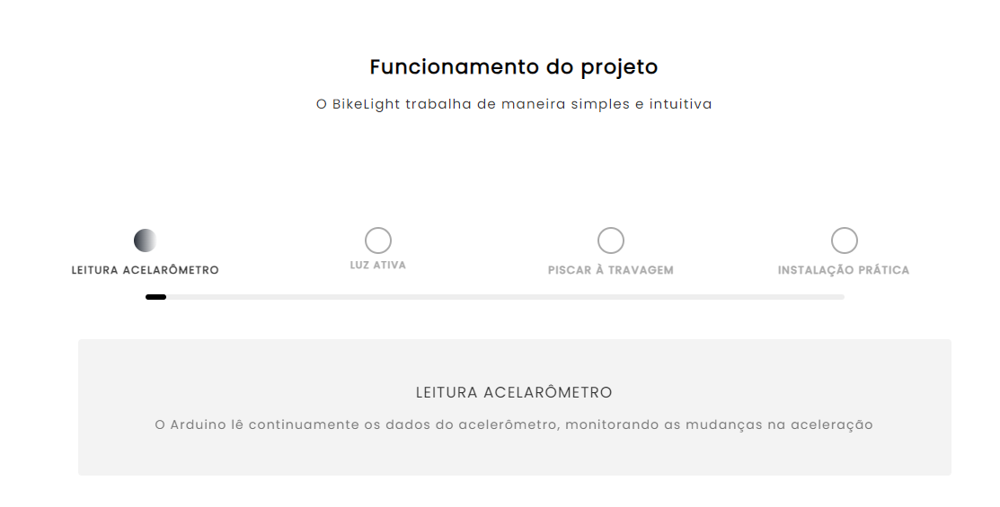 Funcionamento do projeto
O BikeLight trabalha de maneira simples e intuitiva
LEITURA ACELARÔMETRO
LUZ ATIVA
PISCAR À TRAVAGEM
INSTALAÇÃO PRÁTICA
LEITURA ACELARÔMETRO
O Arduino lê continuamente os dados do acelerômetro, monitorando as mudanças na aceleração